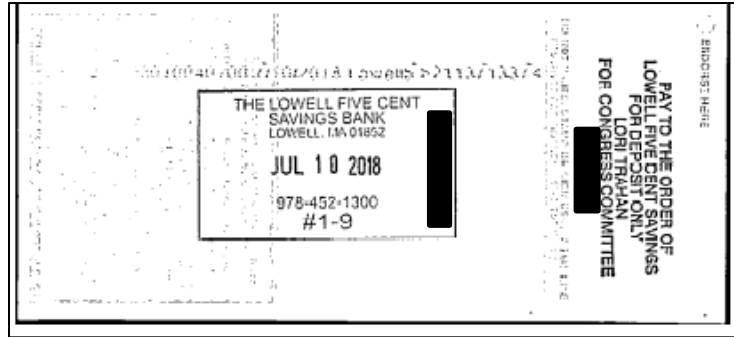 THE LOWELL FIVE CENT
SAVINGS BANK
LOWELL, MA 01852
JUL 10 2018
978-452-1300
#1-9
ENDORSE HERE
PAY TO THE ORDER OF
LOWELL FIVE CENT SAVINGS
FOR DEPOSIT ONLY
LORI TRAHAN
FOR CONGRESS COMMITTEE